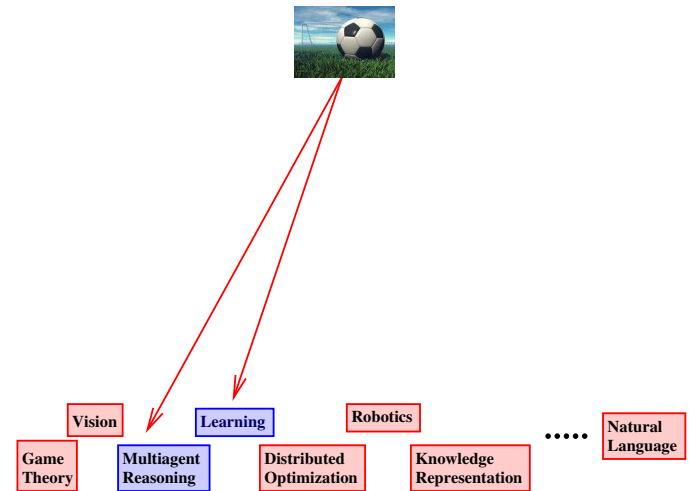 Vision
Learning
Robotics
Game
Theory
Multiagent
Reasoning
Distributed
Optimization
Knowledge
Representation
.....
Natural
Language